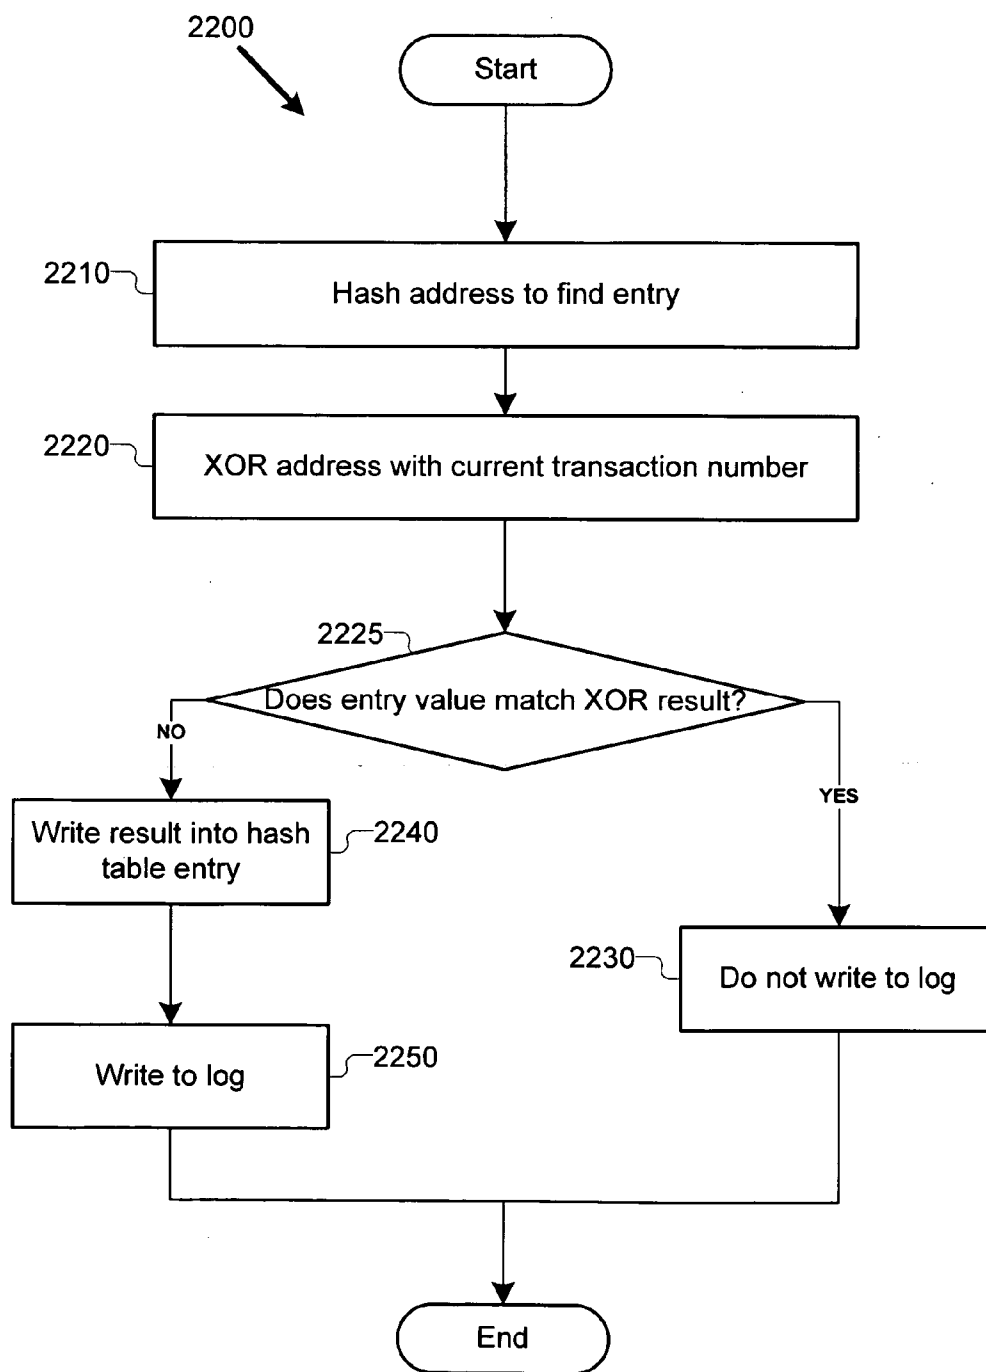 2200
Start
2210
Hash address to find entry
2220
XOR address with current transaction number
2225
Does entry value match XOR result?
NO
YES
Write result into hash
table entry
2240
2230
Do not write to log
Write to log
2250
End